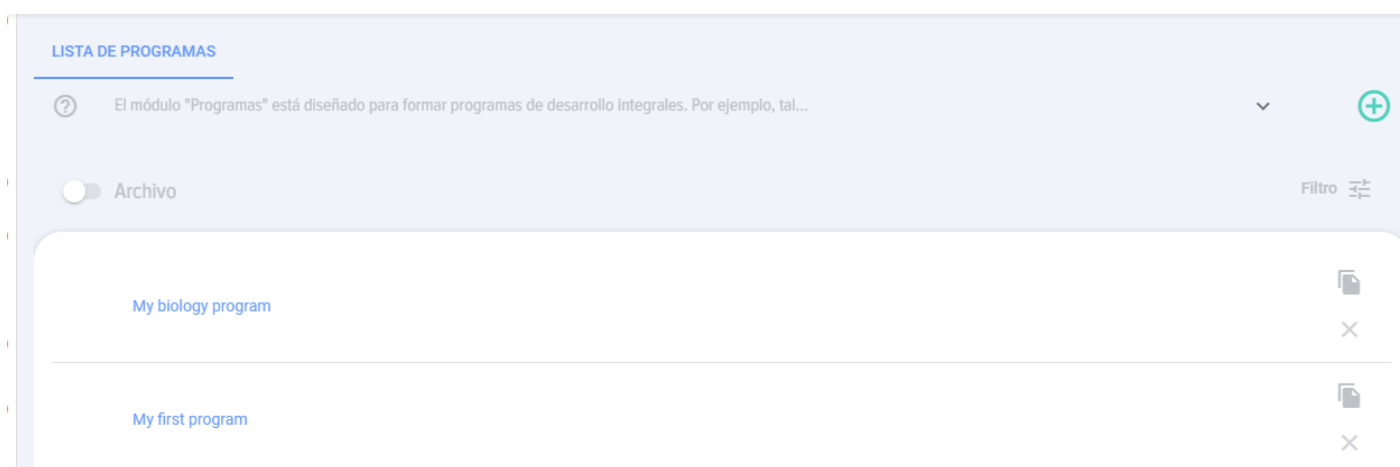 LISTA DE PROGRAMAS
El módulo "Programas" está diseñado para formar programas de desarrollo integrales. Por ejemplo, tal...
Archivo
Filtro
My biology program
My first program